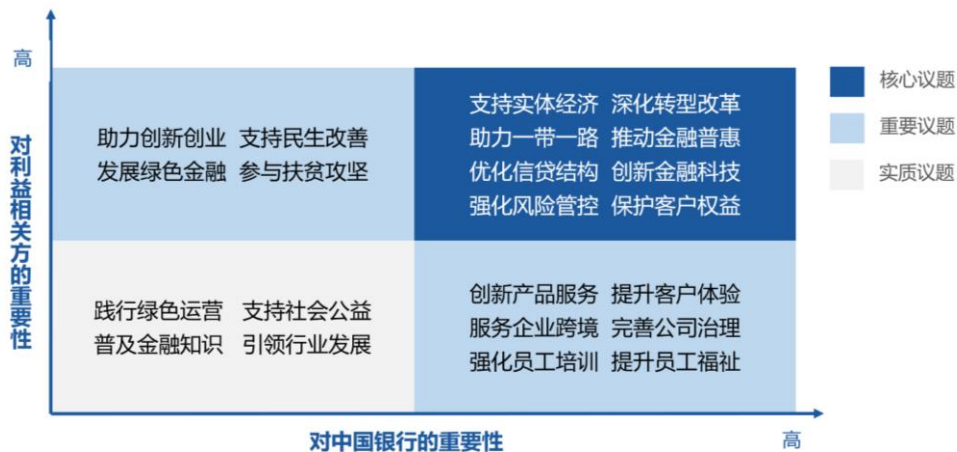 高
对利益相关方的重要性
助力创新创业 支持民生改善
发展绿色金融 参与扶贫攻坚
支持实体经济 深化转型改革
助力一带一路 推动金融普惠
优化信贷结构 创新金融科技
强化风险管控 保护客户权益
核心议题
重要议题
实质议题
践行绿色运营 支持社会公益
普及金融知识 引领行业发展
创新产品服务 提升客户体验
服务企业跨境 完善公司治理
强化员工培训 提升员工福祉
对中国银行的重要性
高